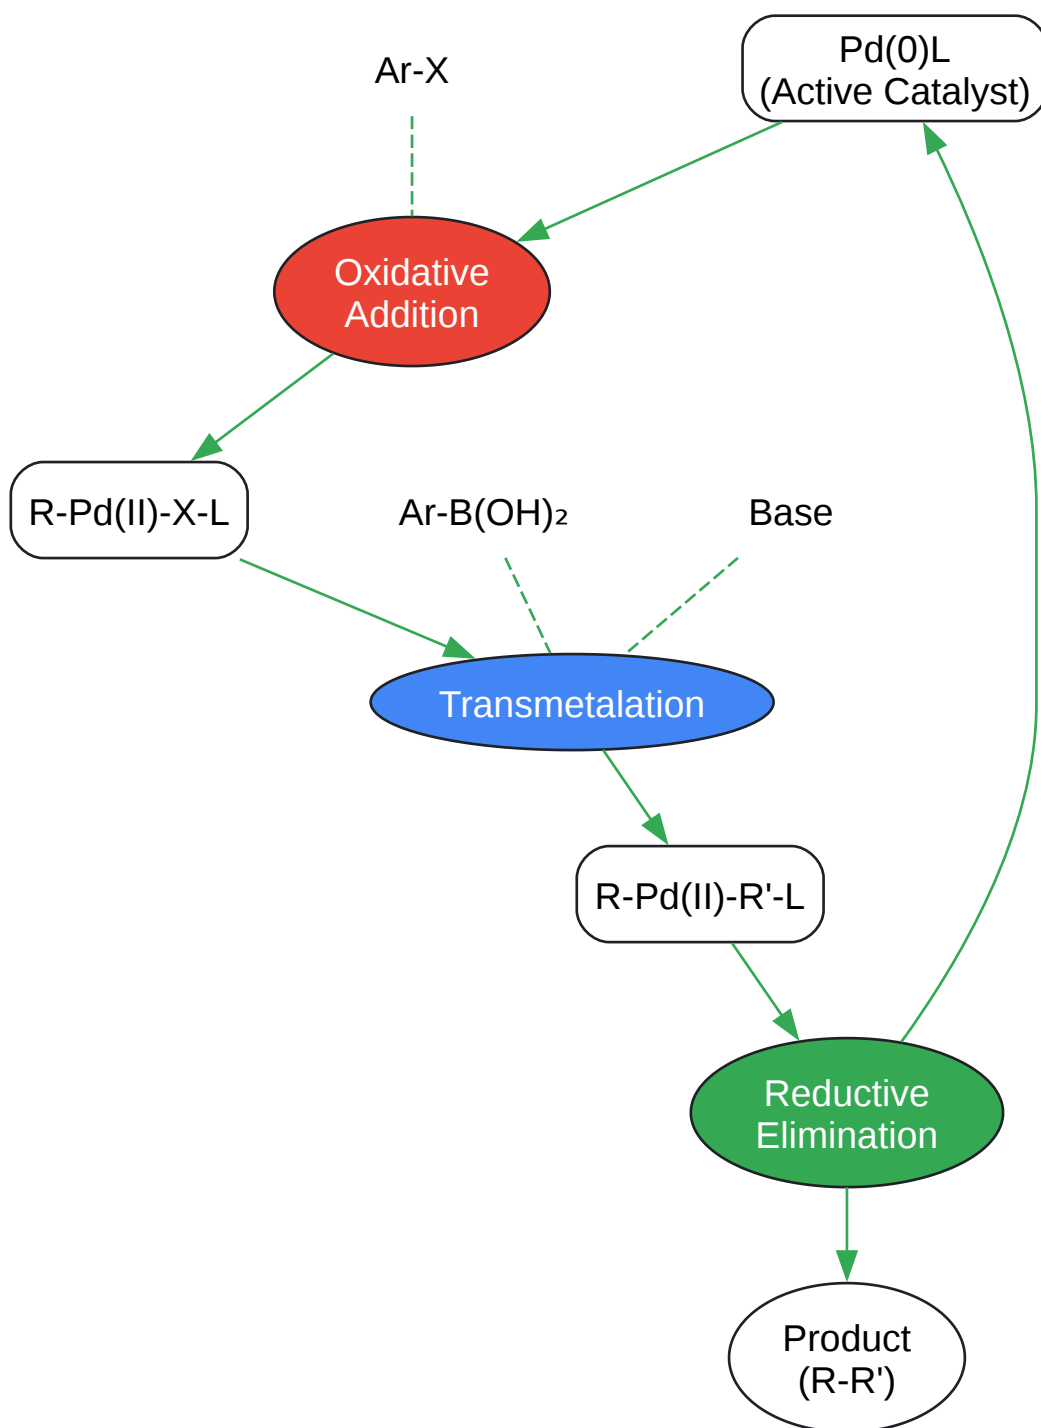 Pd(0)L
(Active Catalyst)
Ar-X
Oxidative
Addition
R-Pd(II)-X-L
Ar-B(OH)₂
Base
Transmetalation
R-Pd(II)-R'-L
Reductive
Elimination
Product
(R-R')